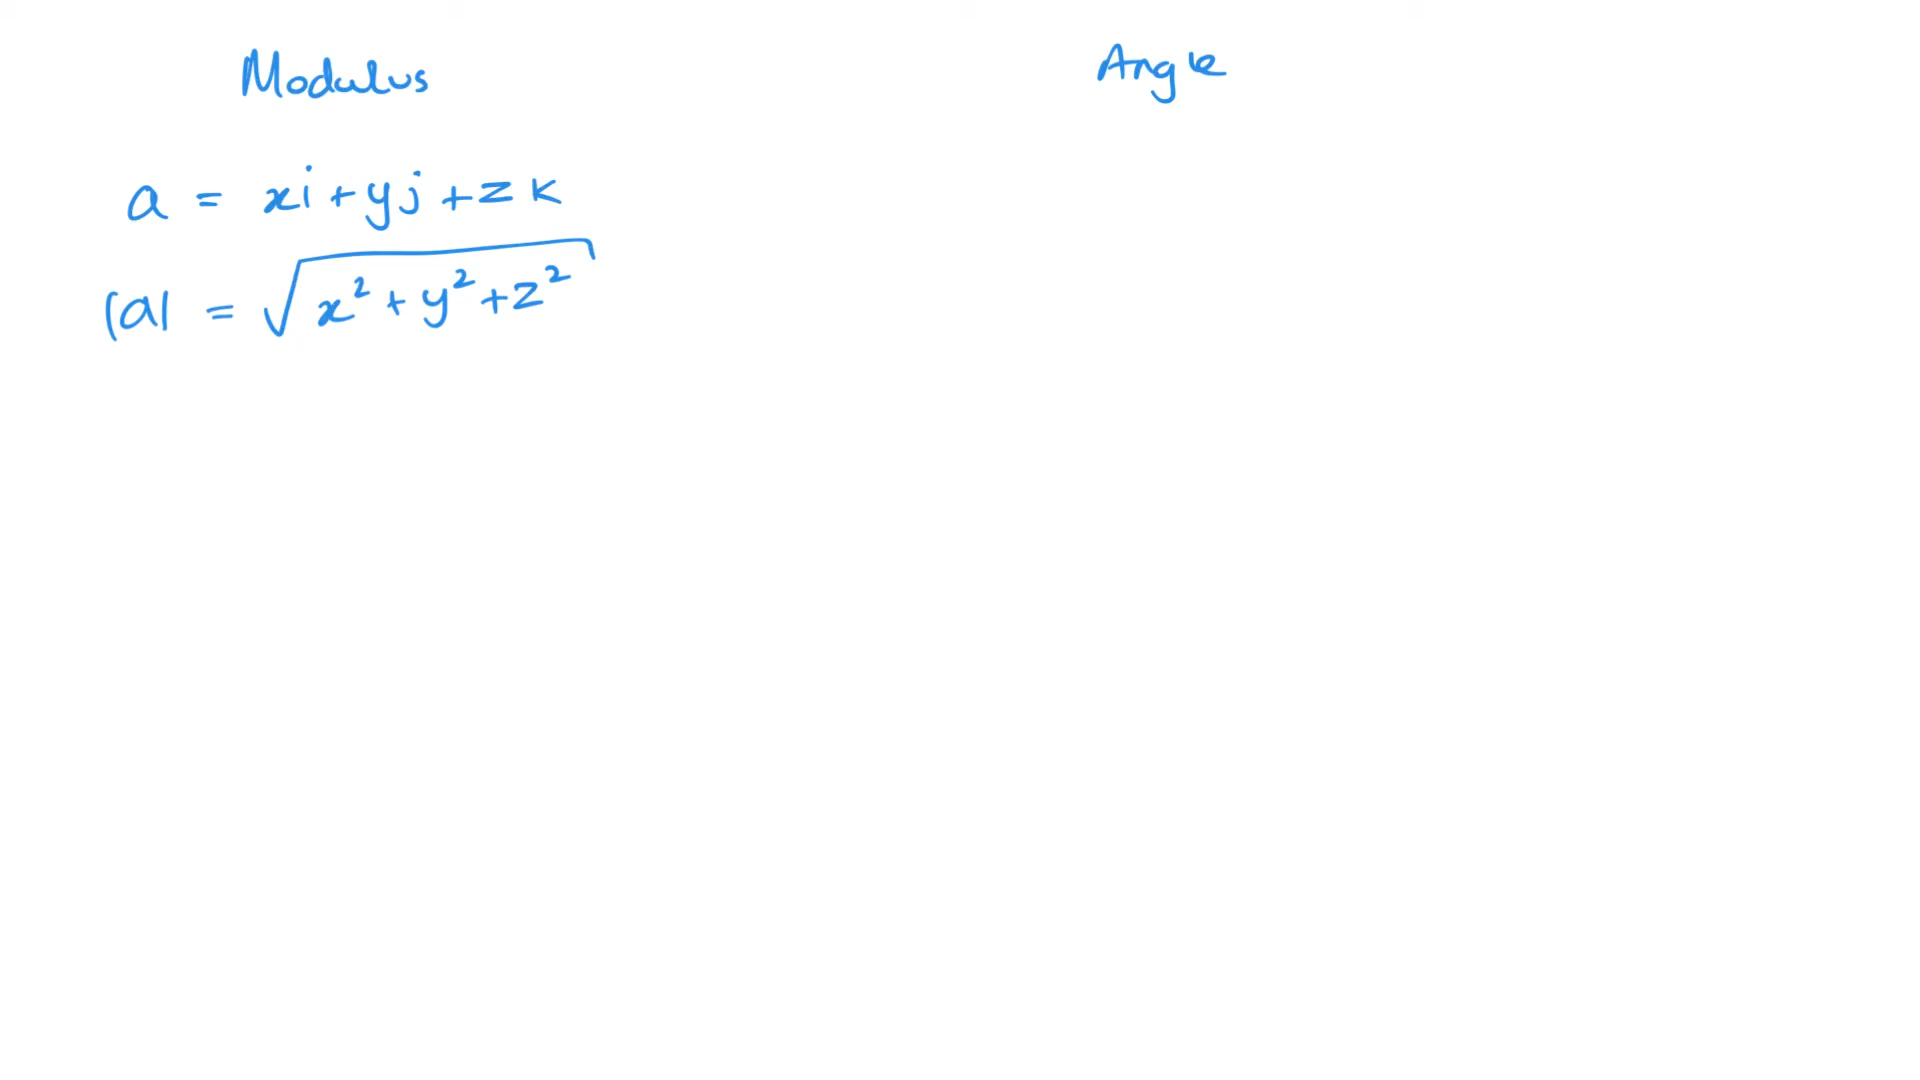 Modulus
Angle
a = xi + yj + zk
|a| = √(x² + y² + z²)